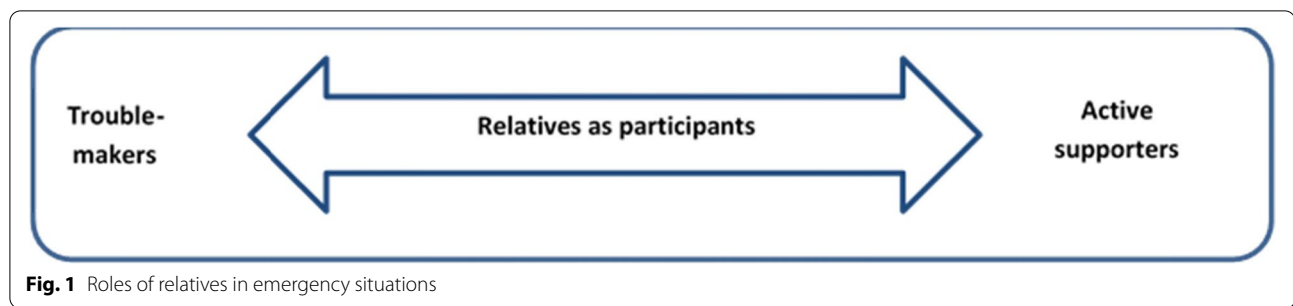 Trouble-
makers
Relatives as participants
Active
supporters
Fig. 1 Roles of relatives in emergency situations